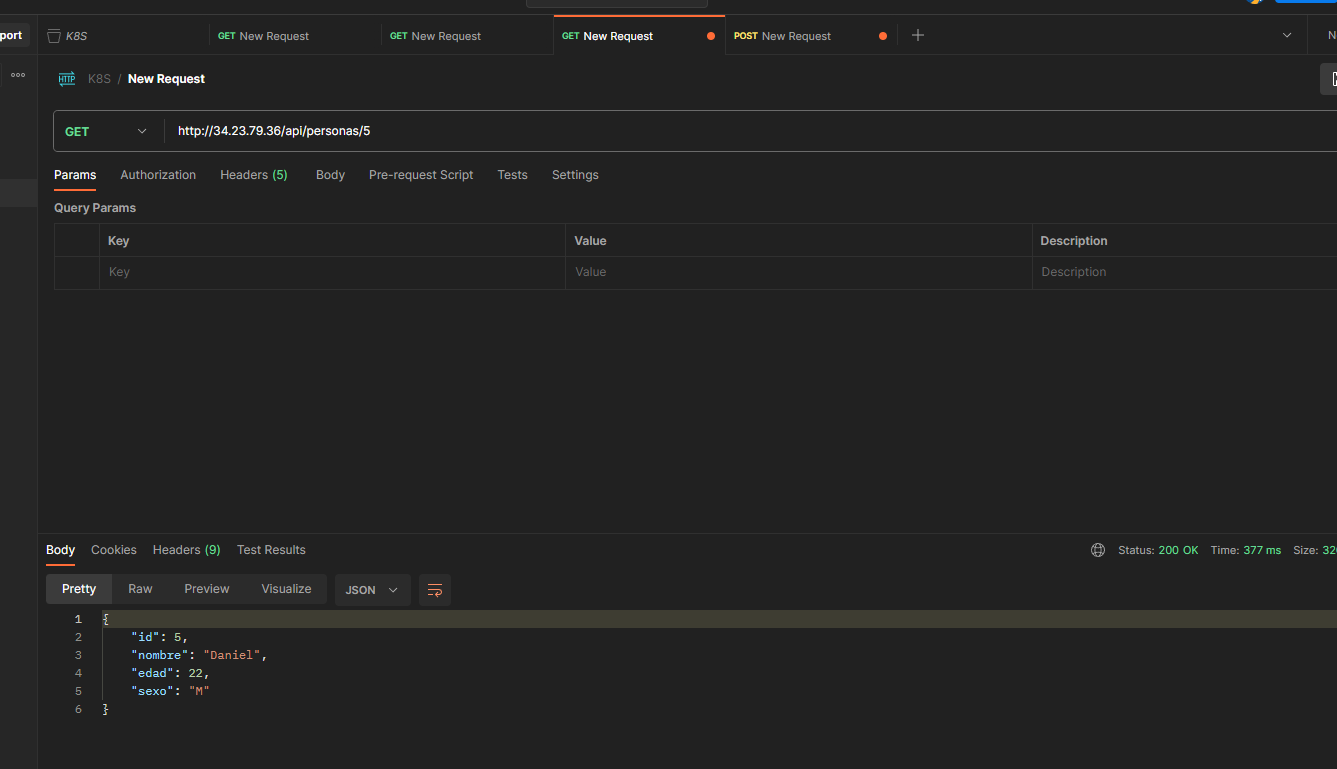 port K8S GET New Request GET New Request GET New Request POST New Request N
HTTP K8S / New Request
GET http://34.23.79.36/api/personas/5
Params Authorization Headers (5) Body Pre-request Script Tests Settings
Query Params
Key Value Description
Key Value Description
Body Cookies Headers (9) Test Results Status: 200 OK Time: 377 ms Size: 32
Pretty Raw Preview Visualize JSON
1 {
2 "id": 5,
3 "nombre": "Daniel",
4 "edad": 22,
5 "sexo": "M"
6 }